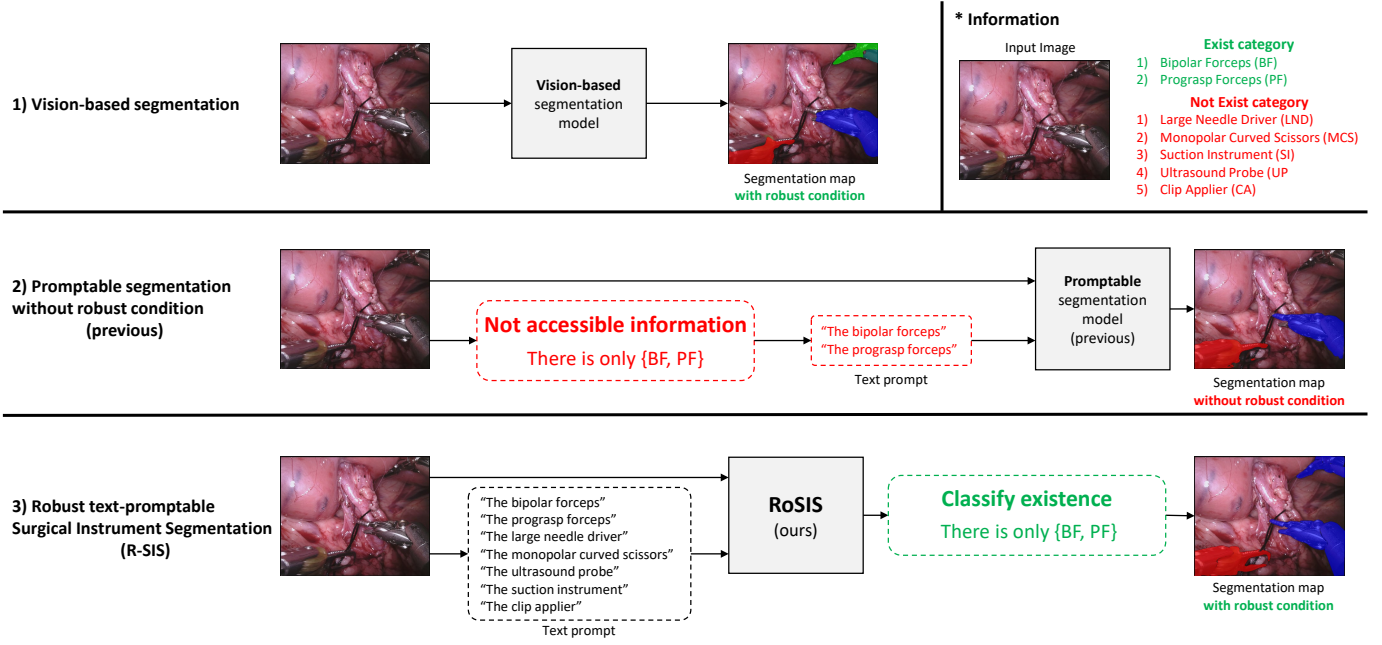 1) Vision-based segmentation
Vision-based
segmentation
model
Segmentation map
with robust condition
* Information
Input Image
Exist category
1) Bipolar Forceps (BF)
2) Prograsp Forceps (PF)
Not Exist category
1) Large Needle Driver (LND)
2) Monopolar Curved Scissors (MCS)
3) Suction Instrument (SI)
4) Ultrasound Probe (UP
5) Clip Applier (CA)
2) Promptable segmentation
without robust condition
(previous)
Not accessible information
There is only {BF, PF}
“The bipolar forceps”
“The prograsp forceps”
Text prompt
Promptable
segmentation
model
(previous)
Segmentation map
without robust condition
3) Robust text-promptable
Surgical Instrument Segmentation
(R-SIS)
“The bipolar forceps”
“The prograsp forceps”
“The large needle driver”
“The monopolar curved scissors”
“The ultrasound probe”
“The suction instrument”
“The clip applier”
Text prompt
RoSIS
(ours)
Classify existence
There is only {BF, PF}
Segmentation map
with robust condition